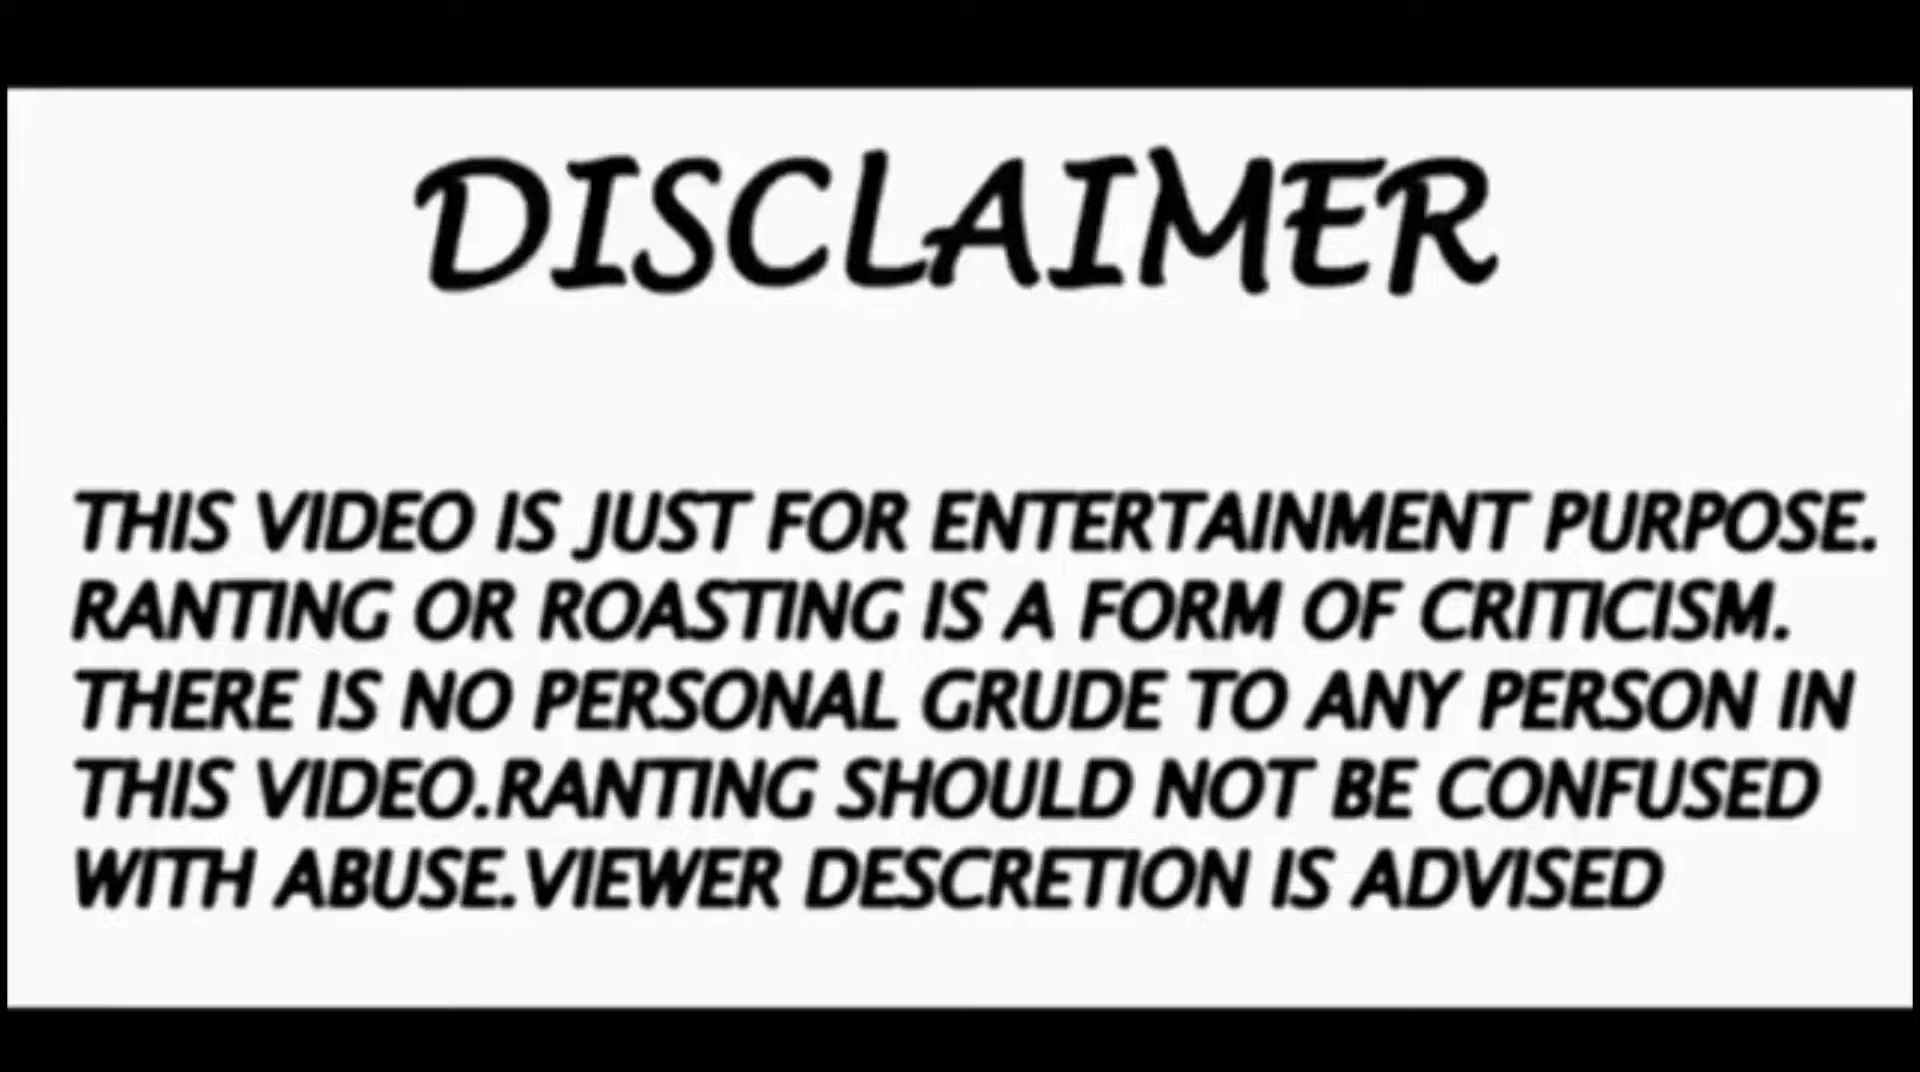 DISCLAIMER
THIS VIDEO IS JUST FOR ENTERTAINMENT PURPOSE.
RANTING OR ROASTING IS A FORM OF CRITICISM.
THERE IS NO PERSONAL GRUDE TO ANY PERSON IN
THIS VIDEO.RANTING SHOULD NOT BE CONFUSED
WITH ABUSE.VIEWER DESCRETION IS ADVISED